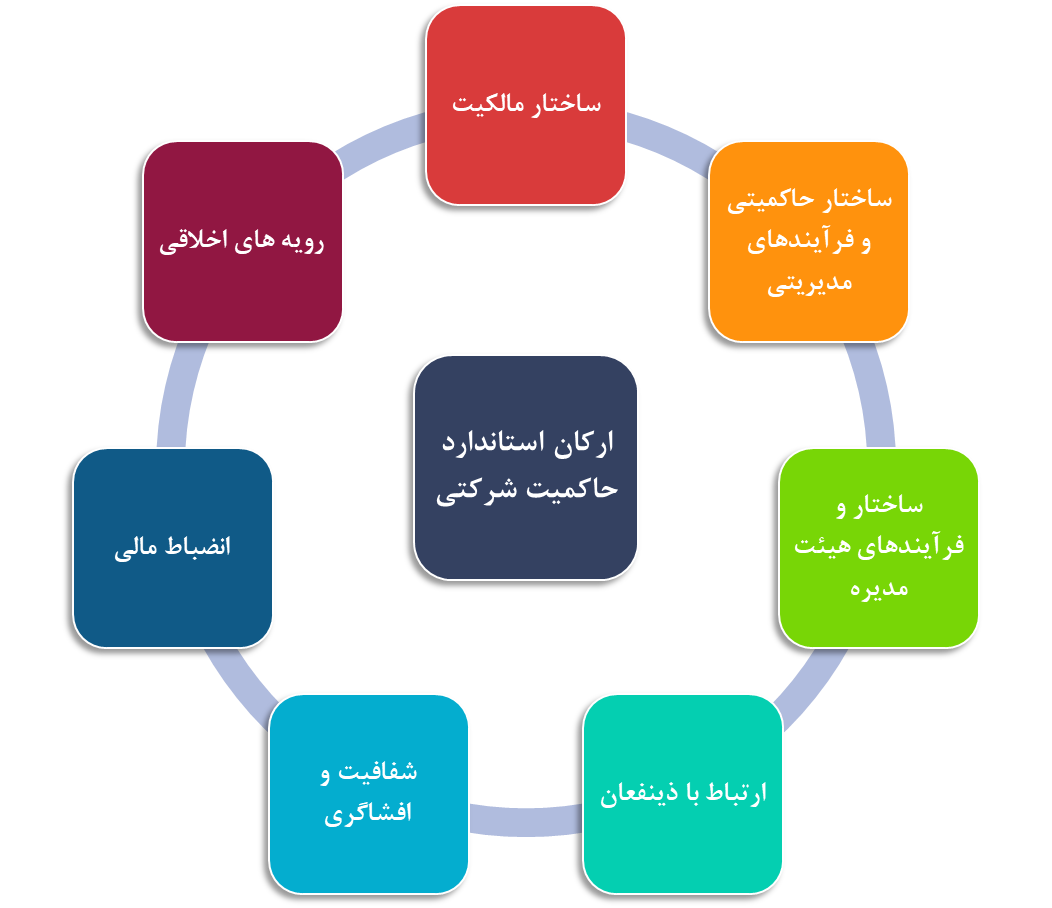 ساختار مالکیت
ساختار حاکمیتی
و فرآیندهای
مدیریتی
رویه های اخلاقی
ارکان استاندارد
حاکمیت شرکتی
ساختار و
فرآیندهای هیئت
مدیره
انضباط مالی
ارتباط با ذینفعان
شفافیت و
افشاگری